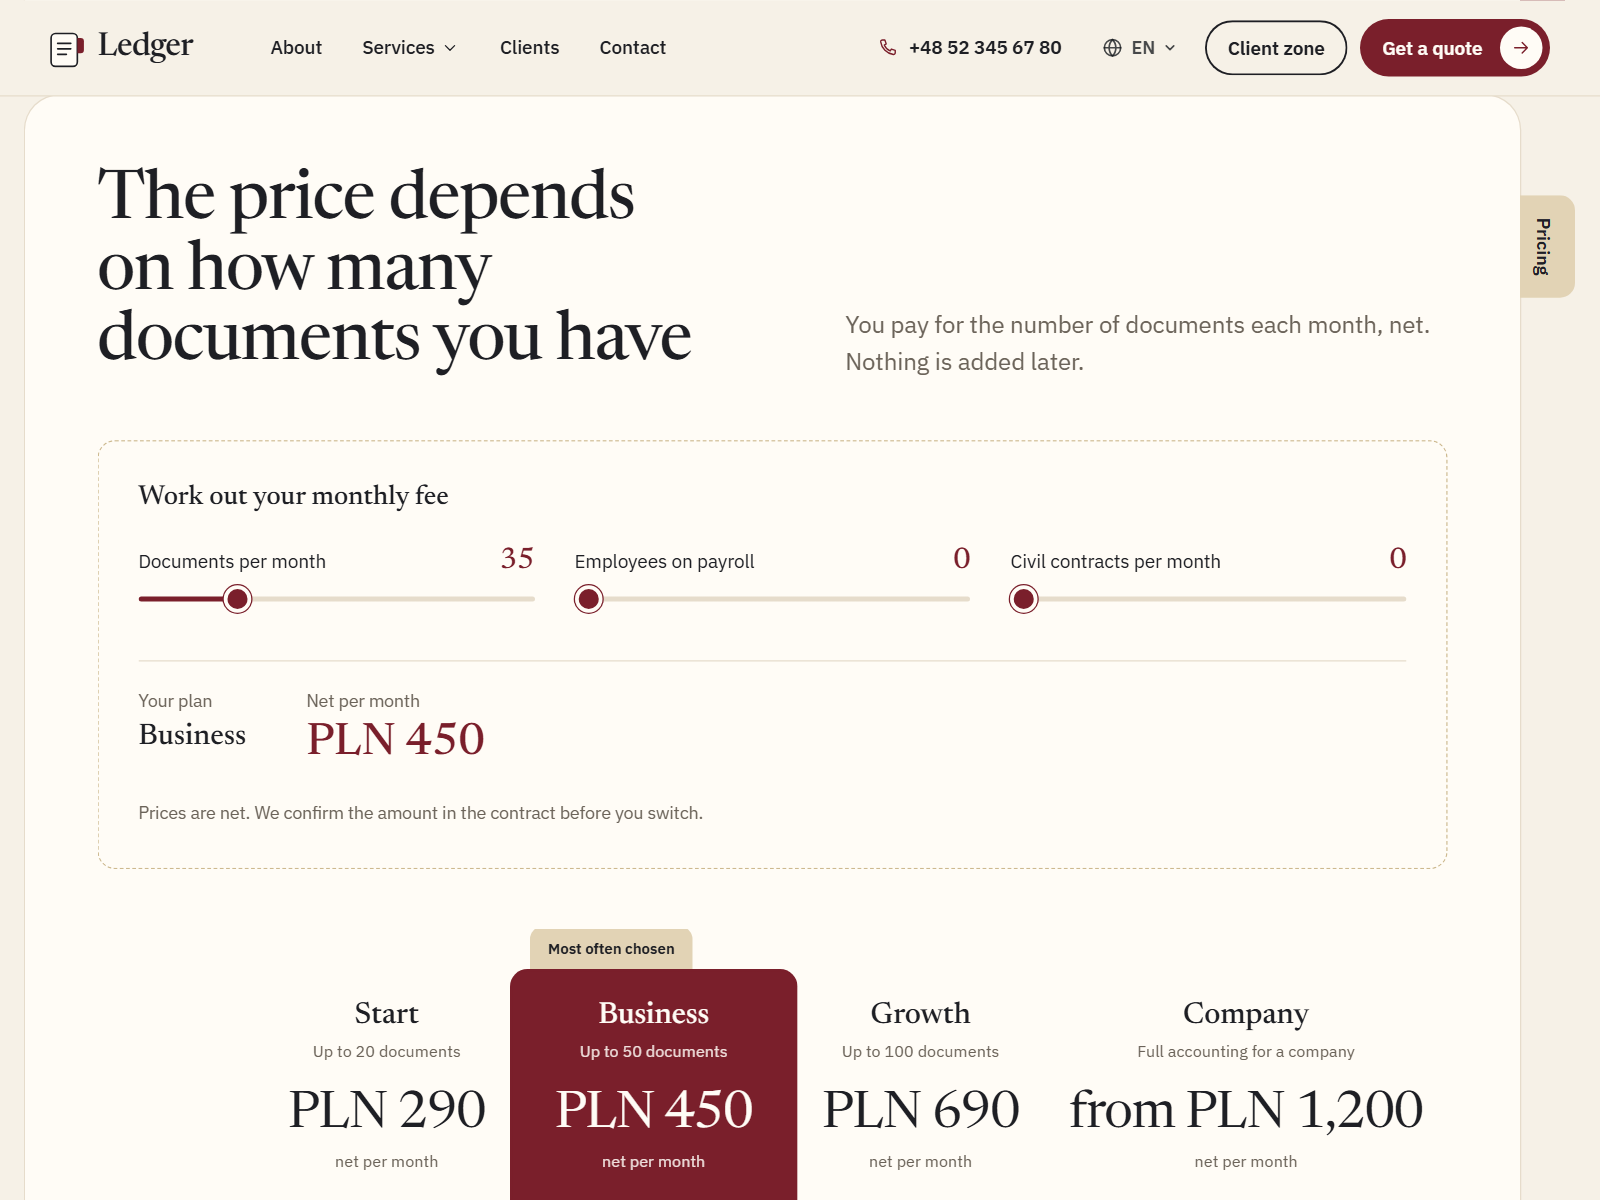 Ledger
About
Services
Clients
Contact
+48 52 345 67 80
EN
Client zone
Get a quote
The price depends
on how many
documents you have
You pay for the number of documents each month, net.
Nothing is added later.
Pricing
Work out your monthly fee
Documents per month 35
Employees on payroll 0
Civil contracts per month 0
Your plan
Business
Net per month
PLN 450
Prices are net. We confirm the amount in the contract before you switch.
Most often chosen
Start
Up to 20 documents
PLN 290
net per month
Business
Up to 50 documents
PLN 450
net per month
Growth
Up to 100 documents
PLN 690
net per month
Company
Full accounting for a company
from PLN 1,200
net per month